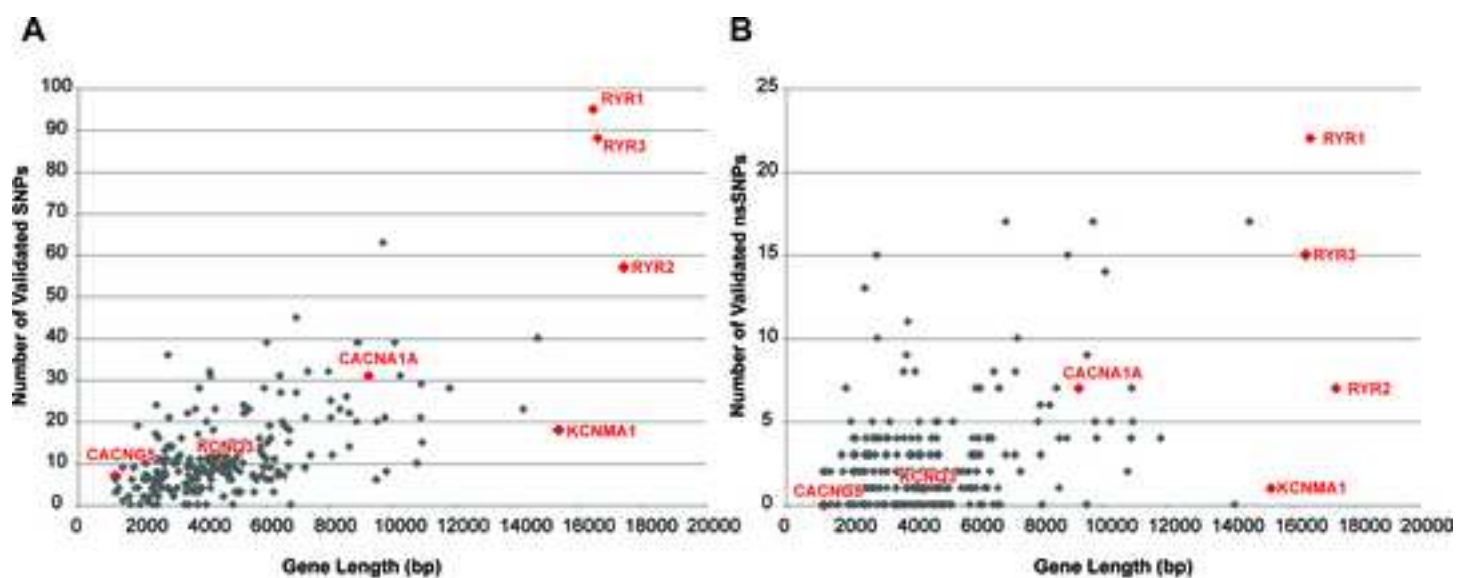 A
Number of Validated SNPs
100
90
80
70
60
50
40
30
20
10
0
RYR1
RYR3
RYR2
CACNA1A
KCNMA1
KCNQ3
CACNG5
0 2000 4000 6000 8000 10000 12000 14000 16000 18000 20000
Gene Length (bp)
B
Number of Validated nsSNPs
25
20
15
10
5
0
RYR1
RYR3
CACNA1A
RYR2
KCNMA1
KCNQ3
CACNG5
0 2000 4000 6000 8000 10000 12000 14000 16000 18000 20000
Gene Length (bp)